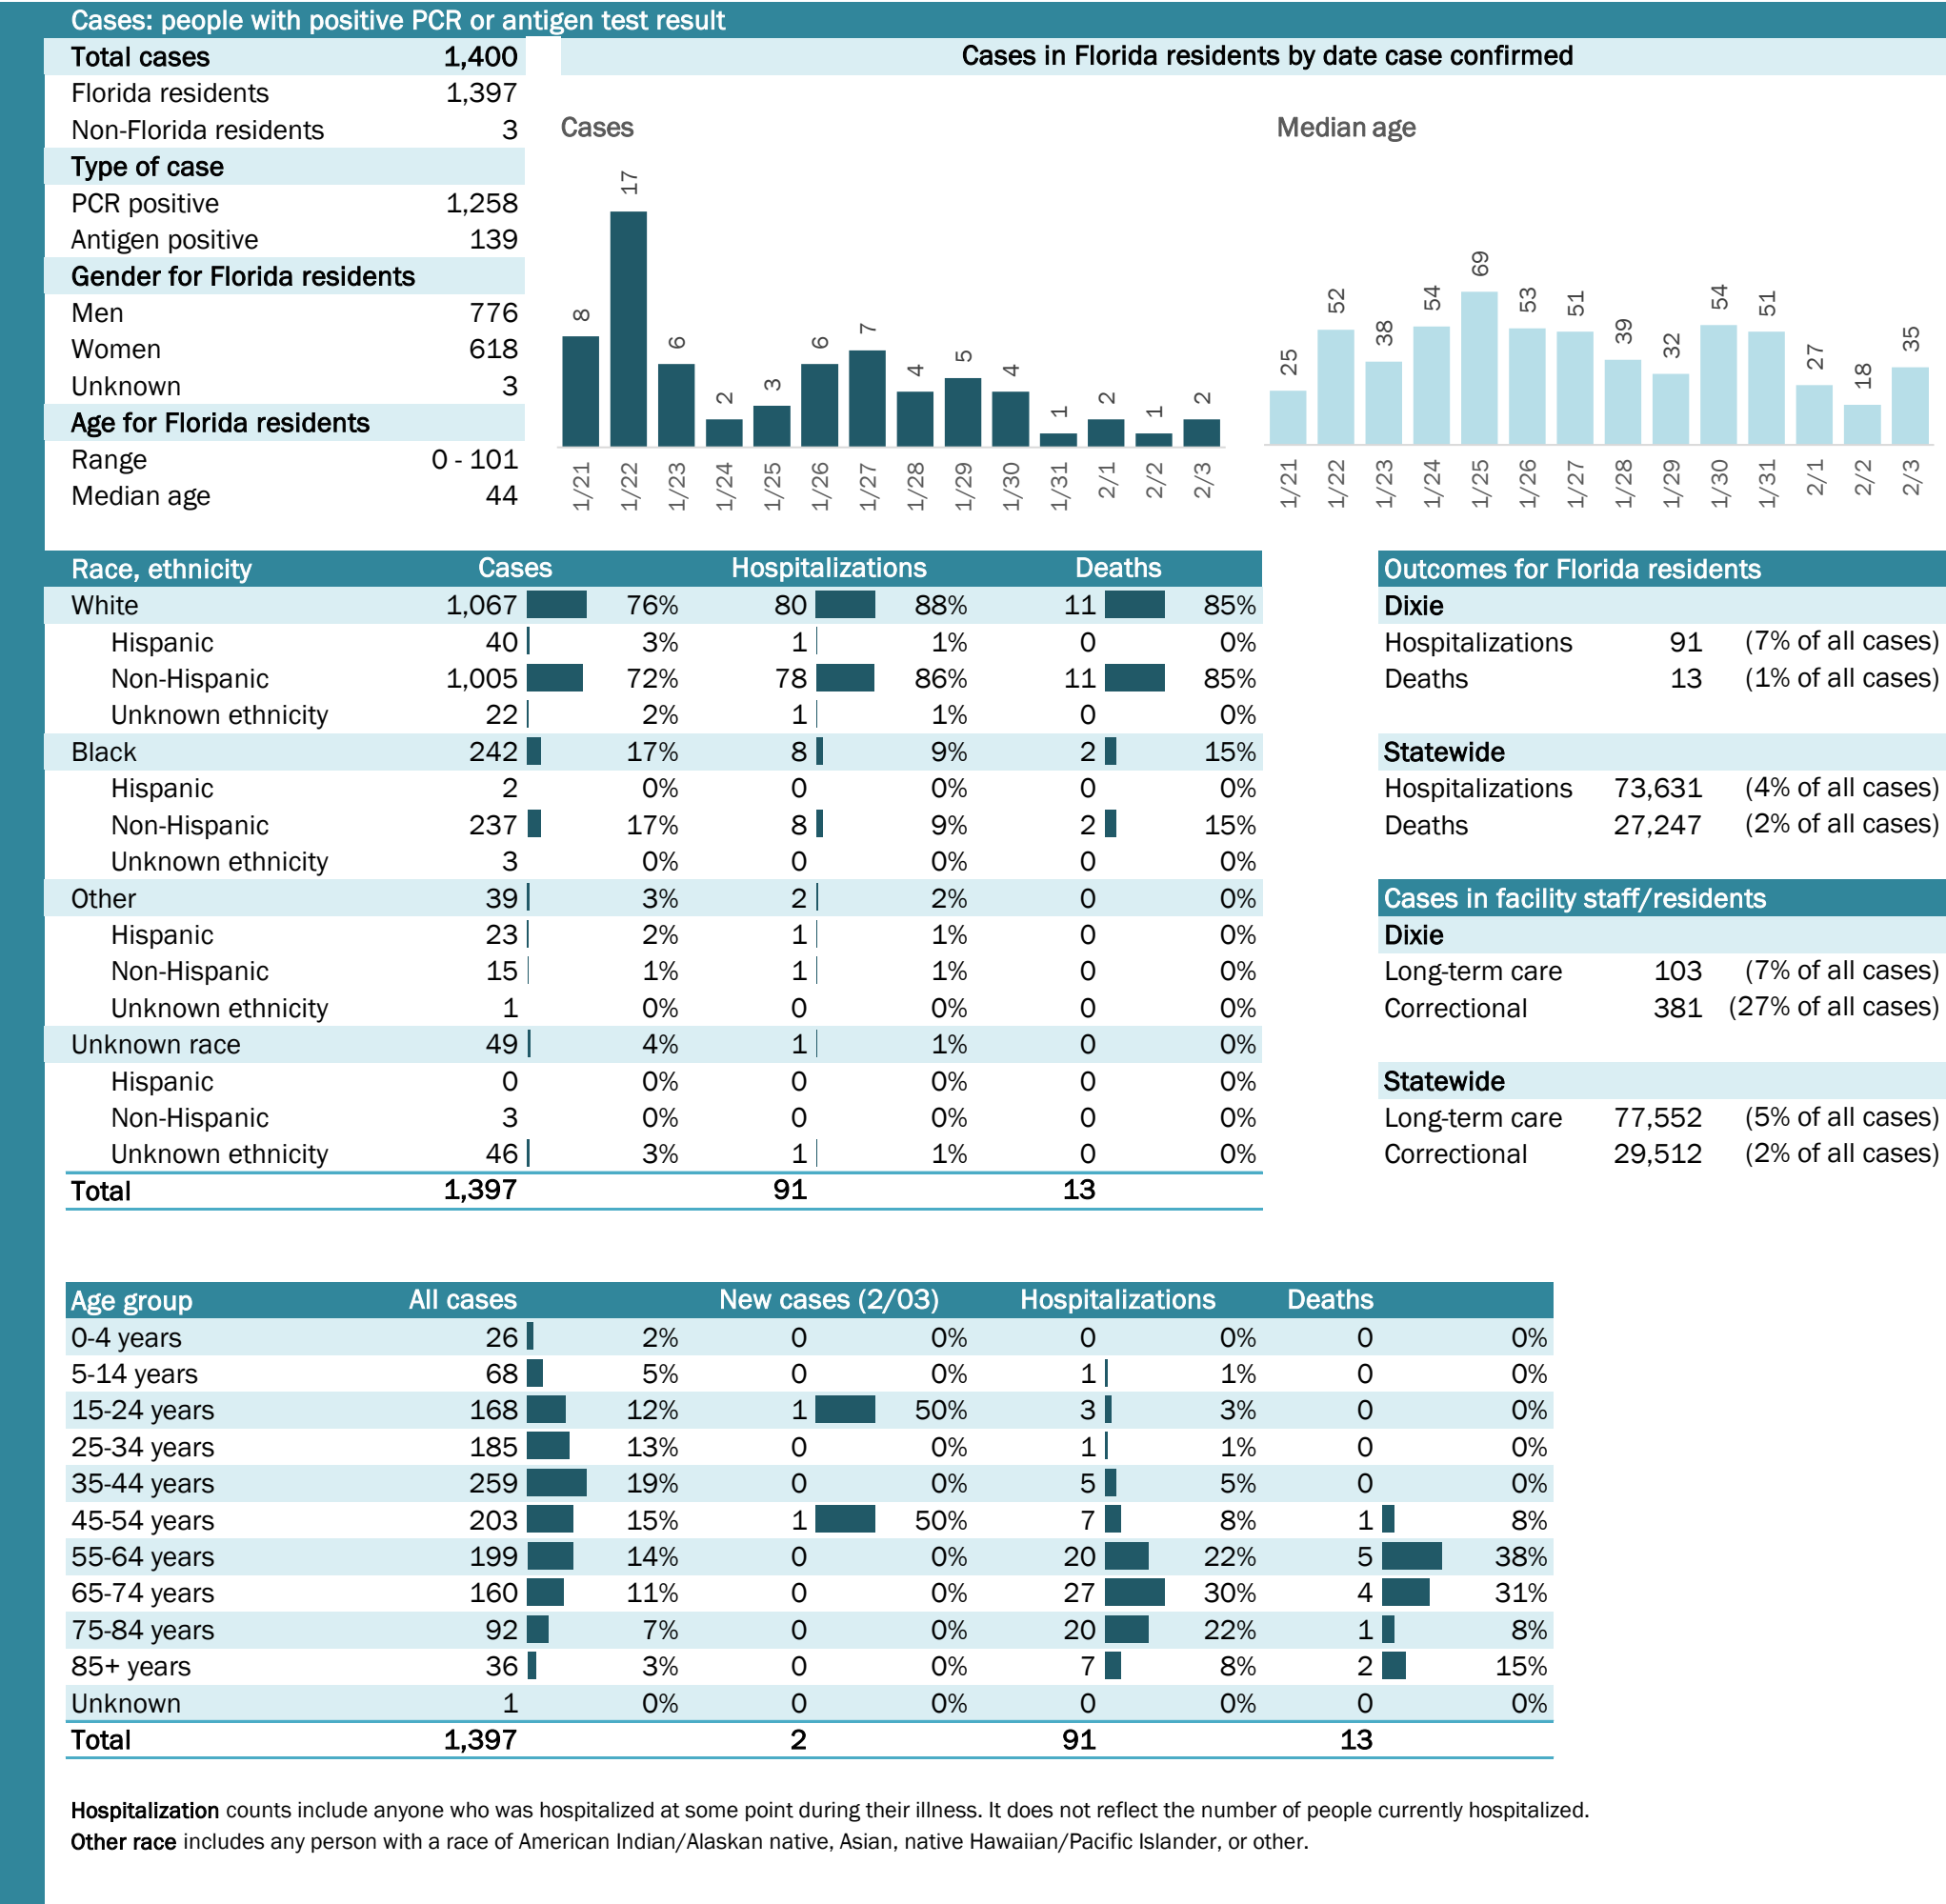 Cases: people with positive PCR or antigen test result
Total cases 1,400
Florida residents 1,397
Non-Florida residents 3
Type of case
PCR positive 1,258
Antigen positive 139
Gender for Florida residents
Men 776
Women 618
Unknown 3
Age for Florida residents
Range 0 - 101
Median age 44
Cases in Florida residents by date case confirmed
Cases
8 17 6 2 3 6 7 4 5 4 1 2 1 2
1/21 1/22 1/23 1/24 1/25 1/26 1/27 1/28 1/29 1/30 1/31 2/1 2/2 2/3
Median age
25 52 38 54 69 53 51 39 32 54 51 27 18 35
1/21 1/22 1/23 1/24 1/25 1/26 1/27 1/28 1/29 1/30 1/31 2/1 2/2 2/3
Race, ethnicity Cases Hospitalizations Deaths
White 1,067 76% 80 88% 11 85%
Hispanic 40 3% 1 1% 0 0%
Non-Hispanic 1,005 72% 78 86% 11 85%
Unknown ethnicity 22 2% 1 1% 0 0%
Black 242 17% 8 9% 2 15%
Hispanic 2 0% 0 0% 0 0%
Non-Hispanic 237 17% 8 9% 2 15%
Unknown ethnicity 3 0% 0 0% 0 0%
Other 39 3% 2 2% 0 0%
Hispanic 23 2% 1 1% 0 0%
Non-Hispanic 15 1% 1 1% 0 0%
Unknown ethnicity 1 0% 0 0% 0 0%
Unknown race 49 4% 1 1% 0 0%
Hispanic 0 0% 0 0% 0 0%
Non-Hispanic 3 0% 0 0% 0 0%
Unknown ethnicity 46 3% 1 1% 0 0%
Total 1,397 91 13
Outcomes for Florida residents
Dixie
Hospitalizations 91 (7% of all cases)
Deaths 13 (1% of all cases)
Statewide
Hospitalizations 73,631 (4% of all cases)
Deaths 27,247 (2% of all cases)
Cases in facility staff/residents
Dixie
Long-term care 103 (7% of all cases)
Correctional 381 (27% of all cases)
Statewide
Long-term care 77,552 (5% of all cases)
Correctional 29,512 (2% of all cases)
Age group All cases New cases (2/03) Hospitalizations Deaths
0-4 years 26 2% 0 0% 0 0% 0 0%
5-14 years 68 5% 0 0% 1 1% 0 0%
15-24 years 168 12% 1 50% 3 3% 0 0%
25-34 years 185 13% 0 0% 1 1% 0 0%
35-44 years 259 19% 0 0% 5 5% 0 0%
45-54 years 203 15% 1 50% 7 8% 1 8%
55-64 years 199 14% 0 0% 20 22% 5 38%
65-74 years 160 11% 0 0% 27 30% 4 31%
75-84 years 92 7% 0 0% 20 22% 1 8%
85+ years 36 3% 0 0% 7 8% 2 15%
Unknown 1 0% 0 0% 0 0% 0 0%
Total 1,397 2 91 13
Hospitalization counts include anyone who was hospitalized at some point during their illness. It does not reflect the number of people currently hospitalized.
Other race includes any person with a race of American Indian/Alaskan native, Asian, native Hawaiian/Pacific Islander, or other.